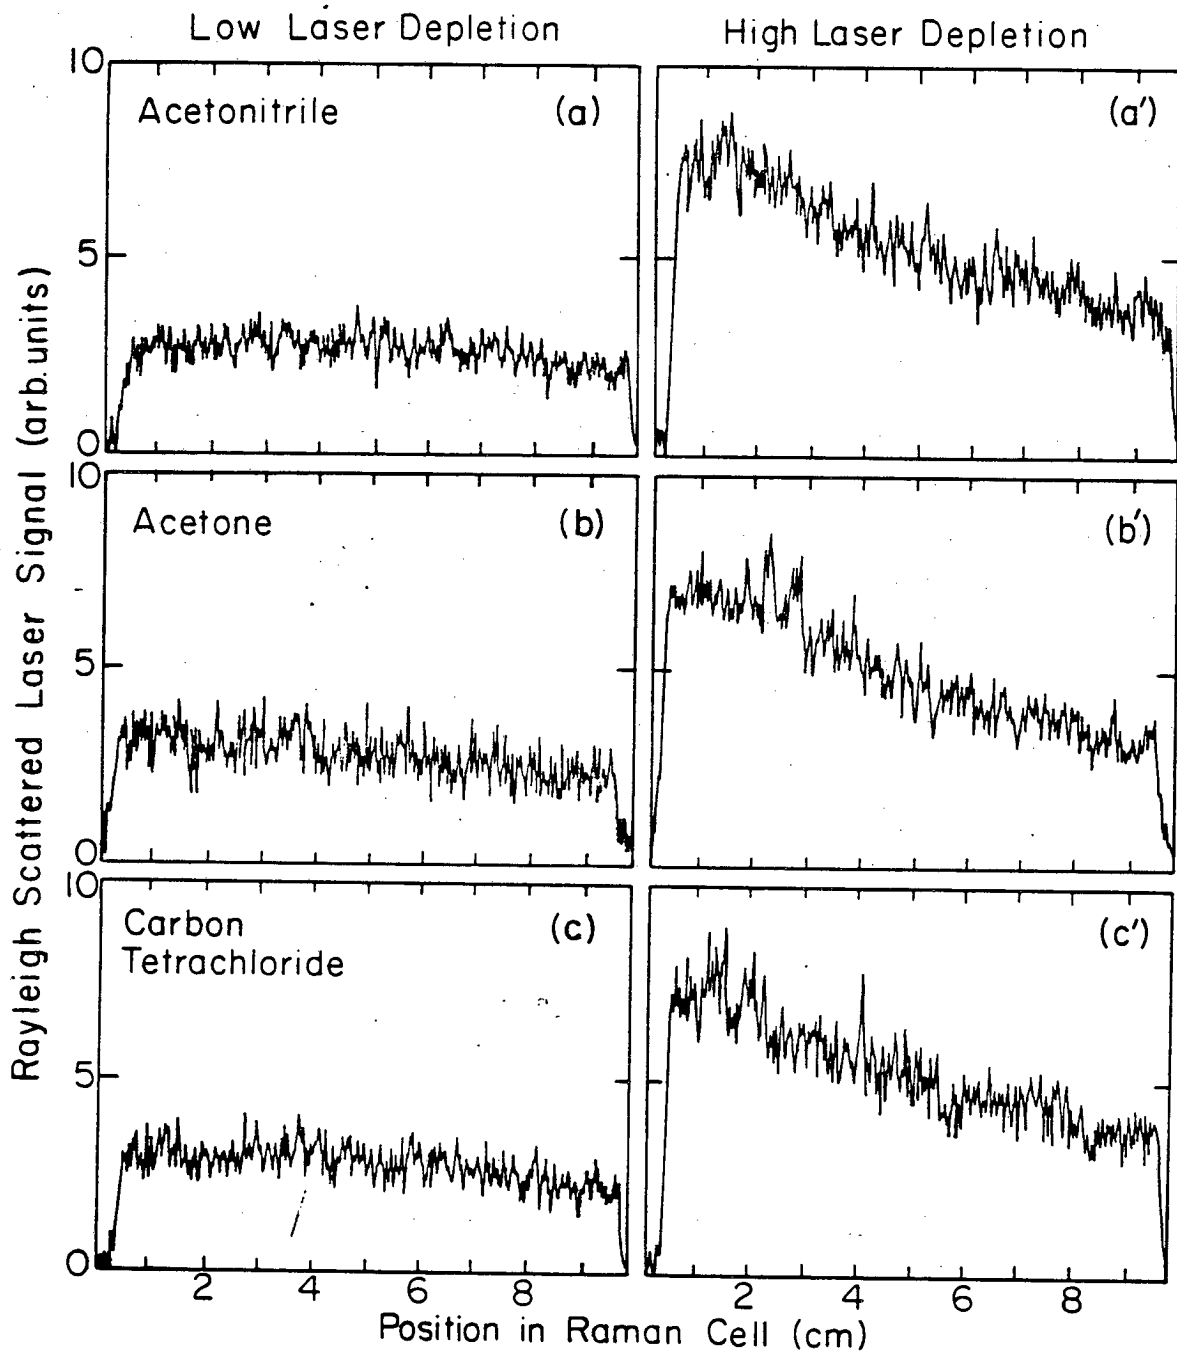 Low Laser Depletion
High Laser Depletion
Rayleigh Scattered Laser Signal (arb. units)
10
5
0
Acetonitrile
(a)
(a')
10
5
0
Acetone
(b)
(b')
10
5
0
Carbon
Tetrachloride
(c)
(c')
2 4 6 8
2 4 6 8
Position in Raman Cell (cm)